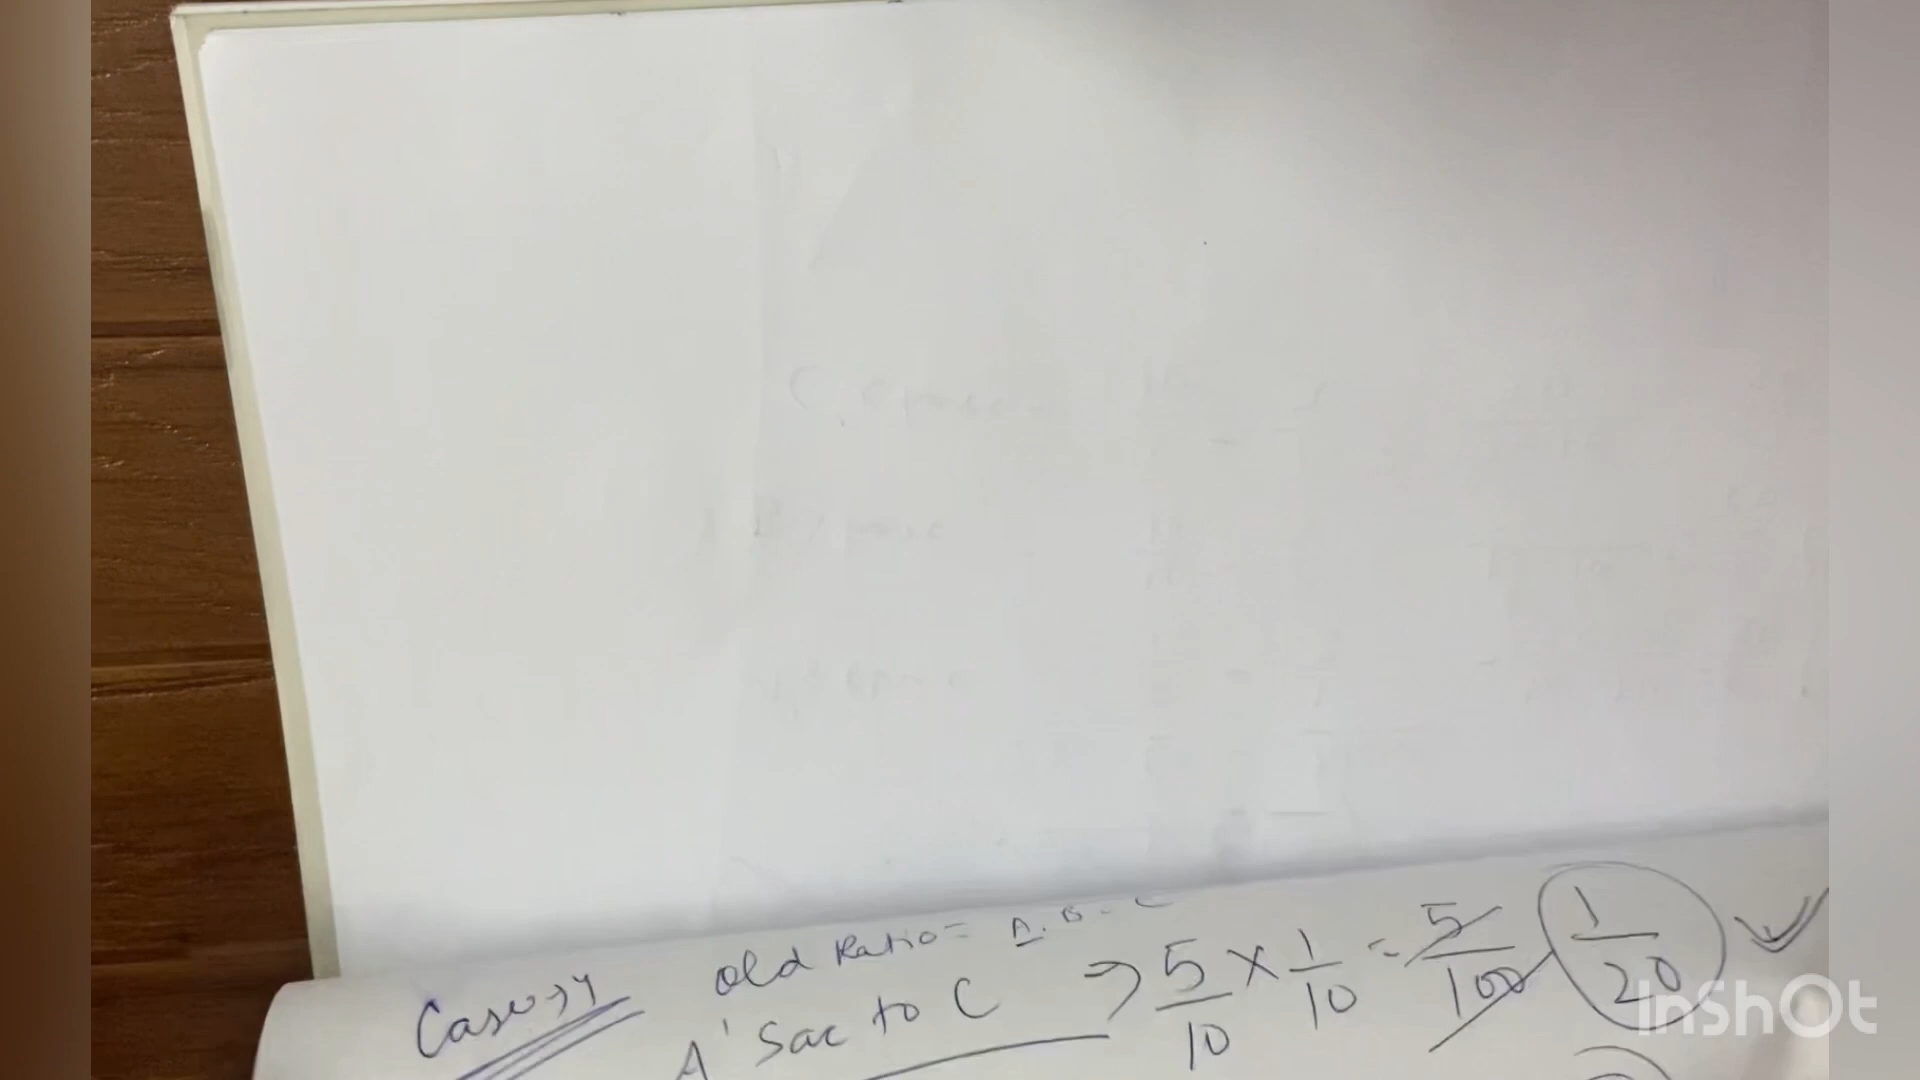 Old Ratio = A : B : C
Case → 4
A' Sac to C ⇒ 5/10 × 1/10 = 5/100 1/20
InShOt